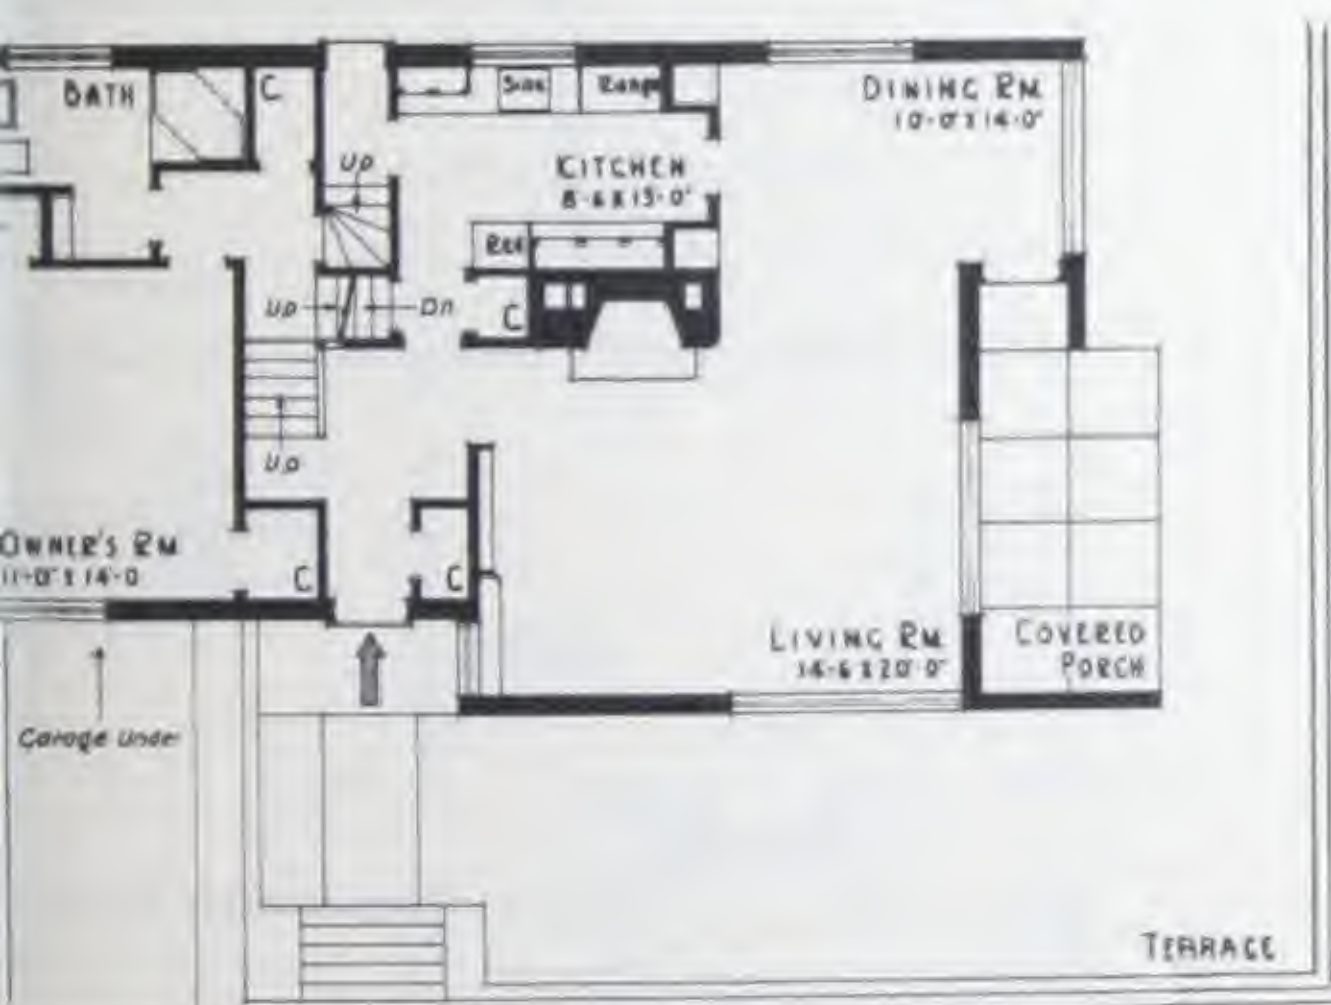 BATH
C
Up
Sink
Range
DINING RM
10'-0" X 14'-0"
KITCHEN
8'-6 X 13'-0"
Ref
Up
Dn
C
Up
OWNER'S RM
11'-0" X 14'-0
C
C
LIVING RM
14-6 X 20'-0"
COVERED
PORCH
Garage Under
TERRACE